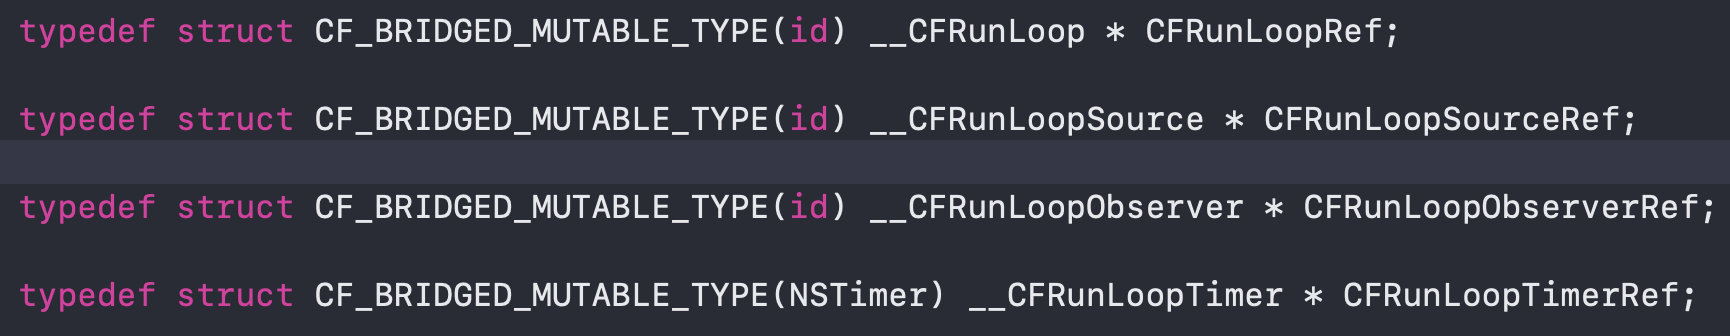 typedef struct CF_BRIDGED_MUTABLE_TYPE(id) __CFRunLoop * CFRunLoopRef;
typedef struct CF_BRIDGED_MUTABLE_TYPE(id) __CFRunLoopSource * CFRunLoopSourceRef;
typedef struct CF_BRIDGED_MUTABLE_TYPE(id) __CFRunLoopObserver * CFRunLoopObserverRef;
typedef struct CF_BRIDGED_MUTABLE_TYPE(NSTimer) __CFRunLoopTimer * CFRunLoopTimerRef;